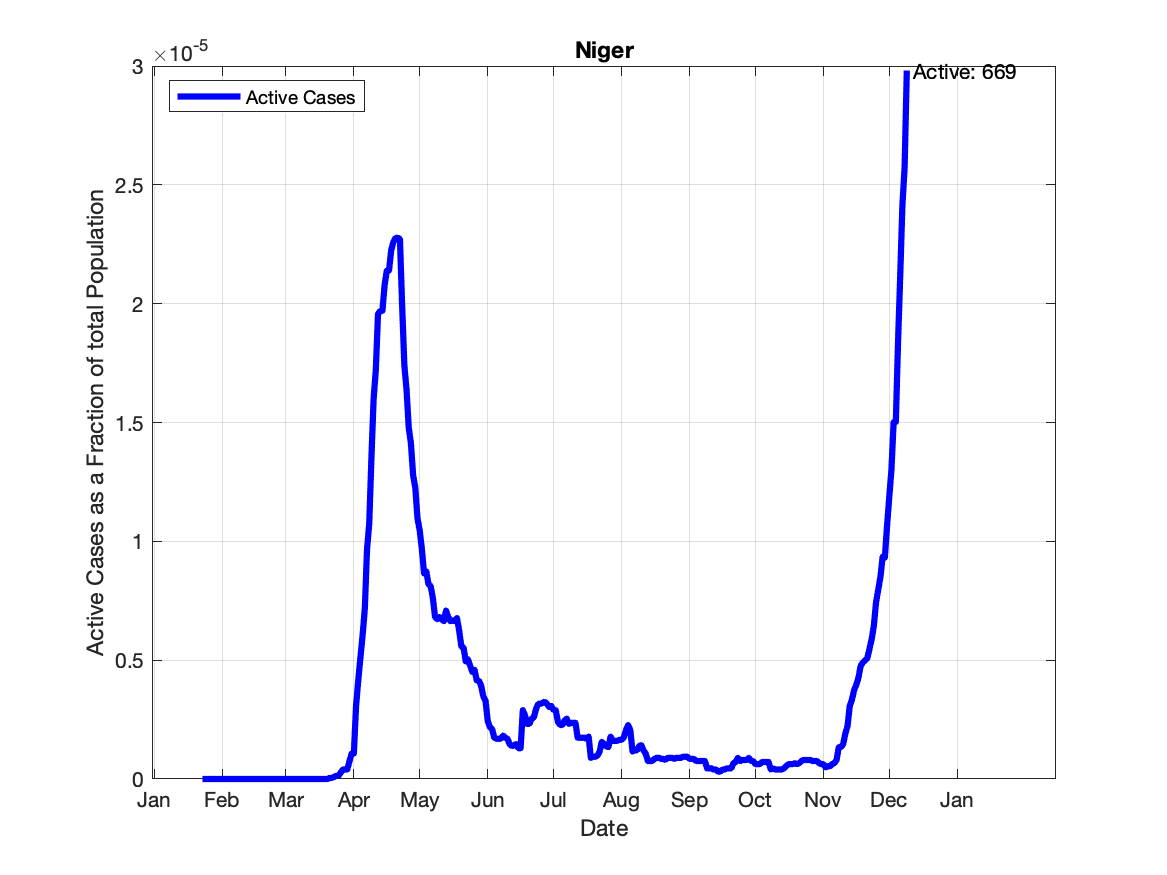 Niger
×10-5
Active: 669
Active Cases
3
2.5
2
1.5
1
0.5
0
Active Cases as a Fraction of total Population
Jan Feb Mar Apr May Jun Jul Aug Sep Oct Nov Dec Jan
Date